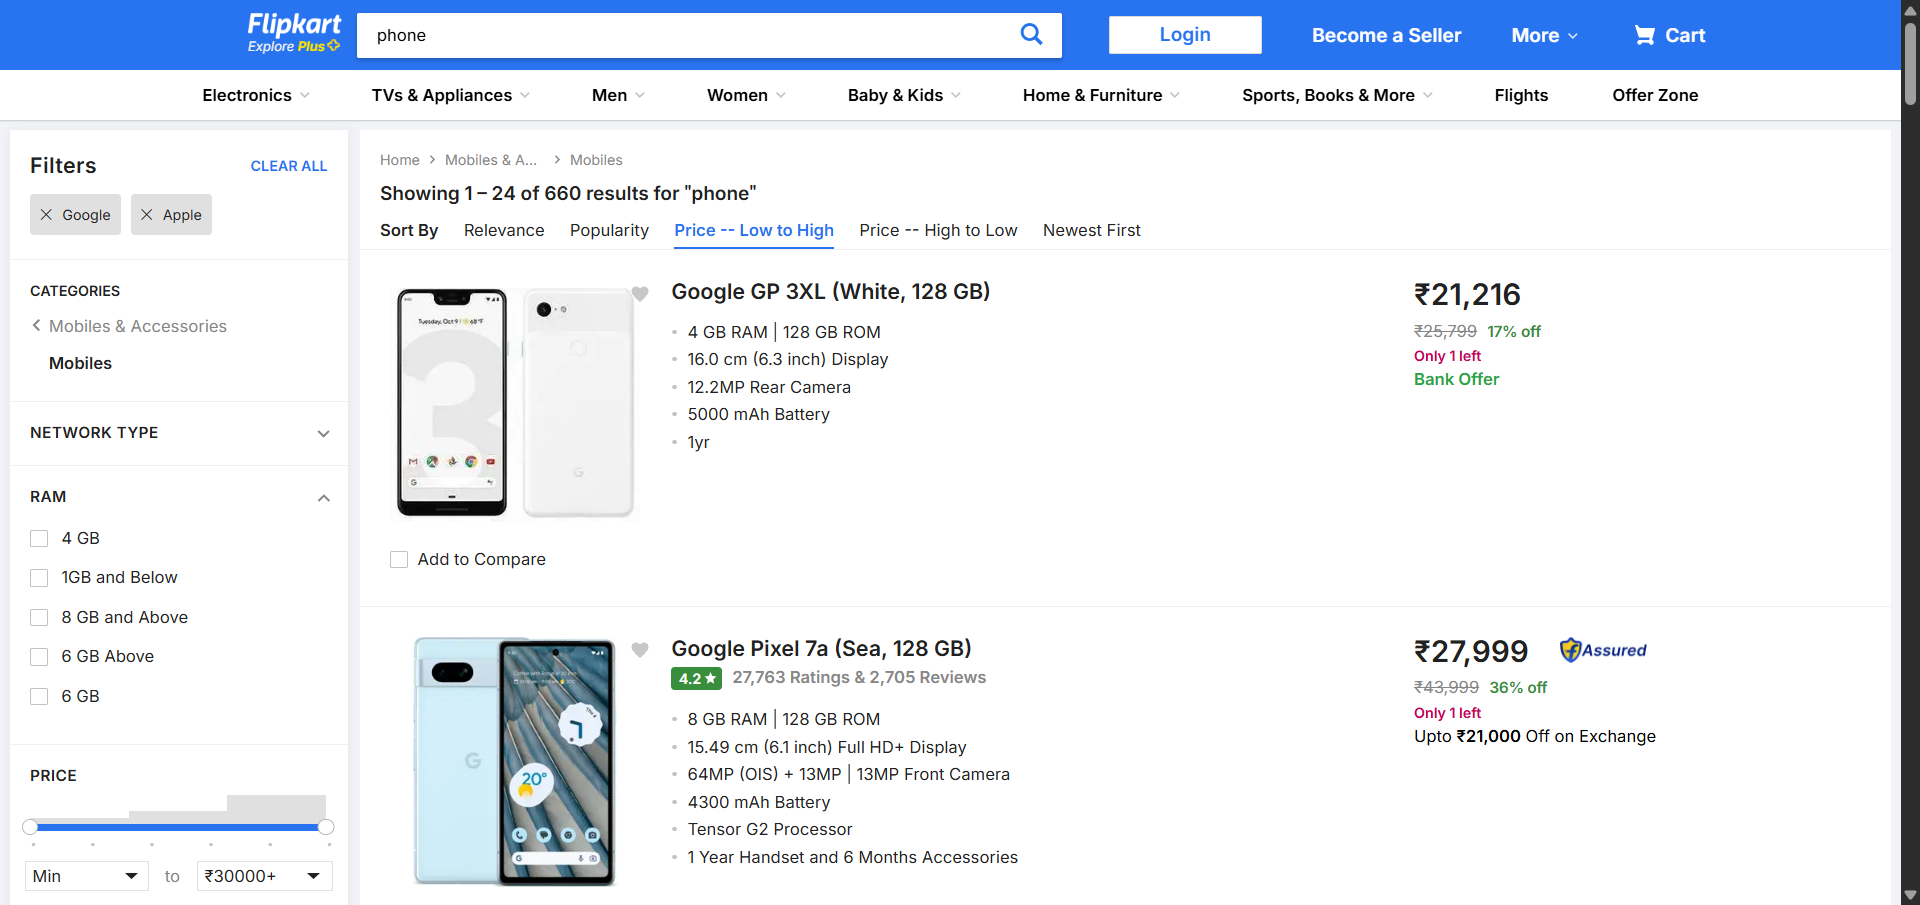 Flipkart
Explore Plus
phone
Login
Become a Seller
More
Cart
Electronics
TVs & Appliances
Men
Women
Baby & Kids
Home & Furniture
Sports, Books & More
Flights
Offer Zone
Filters
CLEAR ALL
Google
Apple
CATEGORIES
Mobiles & Accessories
Mobiles
NETWORK TYPE
RAM
4 GB
1GB and Below
8 GB and Above
6 GB Above
6 GB
PRICE
Min
to
₹30000+
Home
Mobiles & A...
Mobiles
Showing 1 – 24 of 660 results for "phone"
Sort By
Relevance
Popularity
Price -- Low to High
Price -- High to Low
Newest First
Google GP 3XL (White, 128 GB)
4 GB RAM | 128 GB ROM
16.0 cm (6.3 inch) Display
12.2MP Rear Camera
5000 mAh Battery
1yr
₹21,216
₹25,799 17% off
Only 1 left
Bank Offer
Add to Compare
Google Pixel 7a (Sea, 128 GB)
4.2
27,763 Ratings & 2,705 Reviews
8 GB RAM | 128 GB ROM
15.49 cm (6.1 inch) Full HD+ Display
64MP (OIS) + 13MP | 13MP Front Camera
4300 mAh Battery
Tensor G2 Processor
1 Year Handset and 6 Months Accessories
₹27,999
Assured
₹43,999 36% off
Only 1 left
Upto ₹21,000 Off on Exchange
Tuesday, Oct 9
68°F
20°